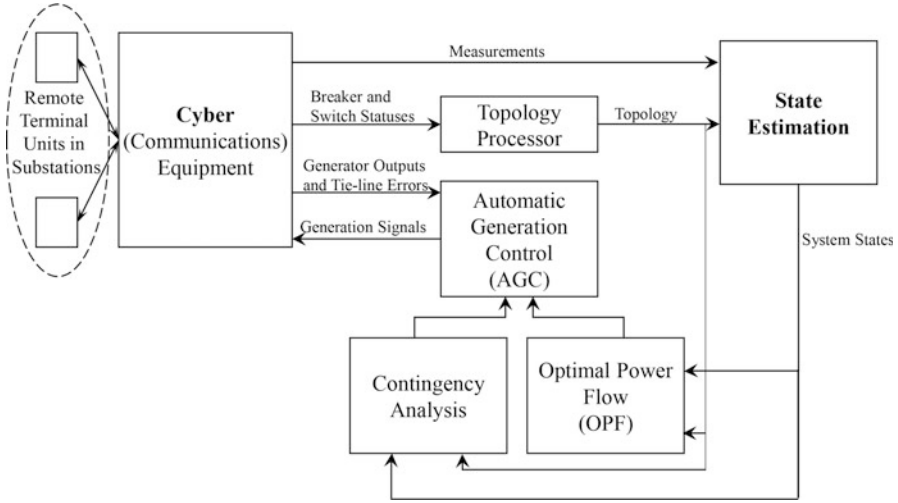 Remote
Terminal
Units in
Substations
Cyber
(Communications)
Equipment
Measurements
Breaker and
Switch Statuses
Topology
Processor
Topology
State
Estimation
Generator Outputs
and Tie-line Errors
Generation Signals
Automatic
Generation
Control
(AGC)
System States
Contingency
Analysis
Optimal Power
Flow
(OPF)